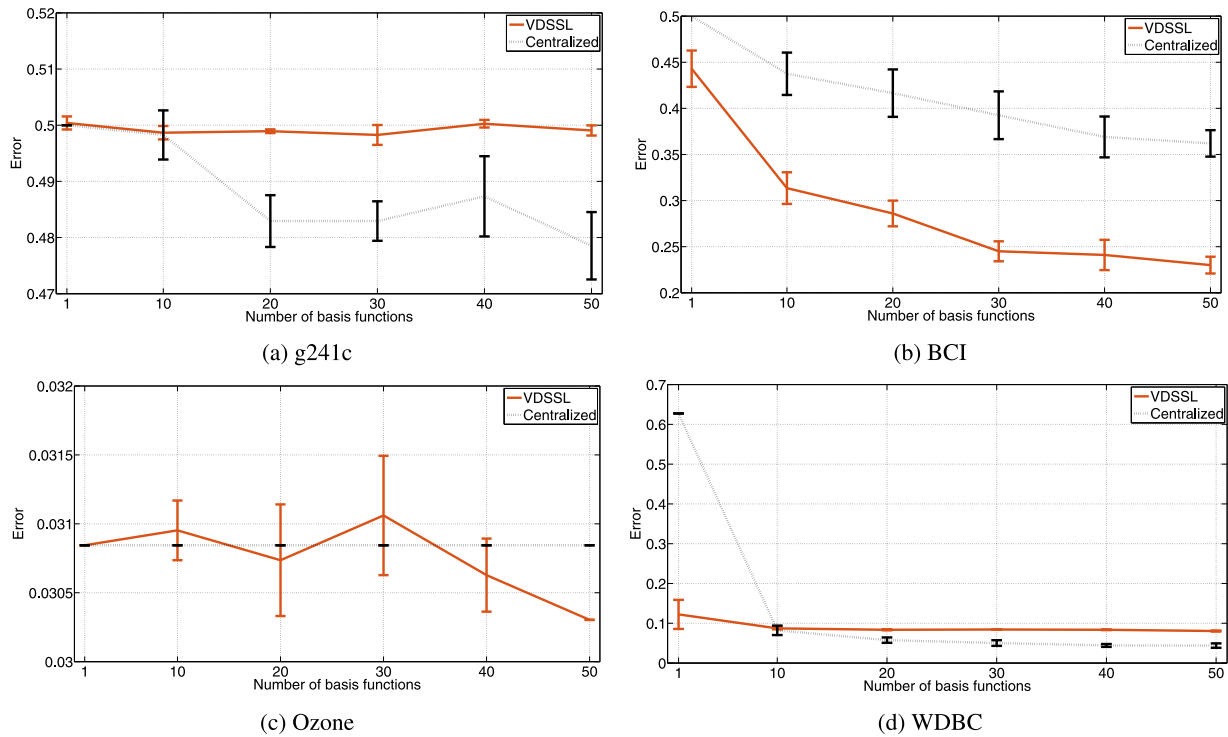 0.52
0.51
0.5
0.49
0.48
0.47
Error
1
10
20
30
40
50
Number of basis functions
VDSSL
Centralized
(a) g241c
0.5
0.45
0.4
0.35
0.3
0.25
0.2
Error
1
10
20
30
40
50
Number of basis functions
VDSSL
Centralized
(b) BCI
0.032
0.0315
0.031
0.0305
0.03
Error
1
10
20
30
40
50
Number of basis functions
VDSSL
Centralized
(c) Ozone
0.7
0.6
0.5
0.4
0.3
0.2
0.1
0
Error
1
10
20
30
40
50
Number of basis functions
VDSSL
Centralized
(d) WDBC